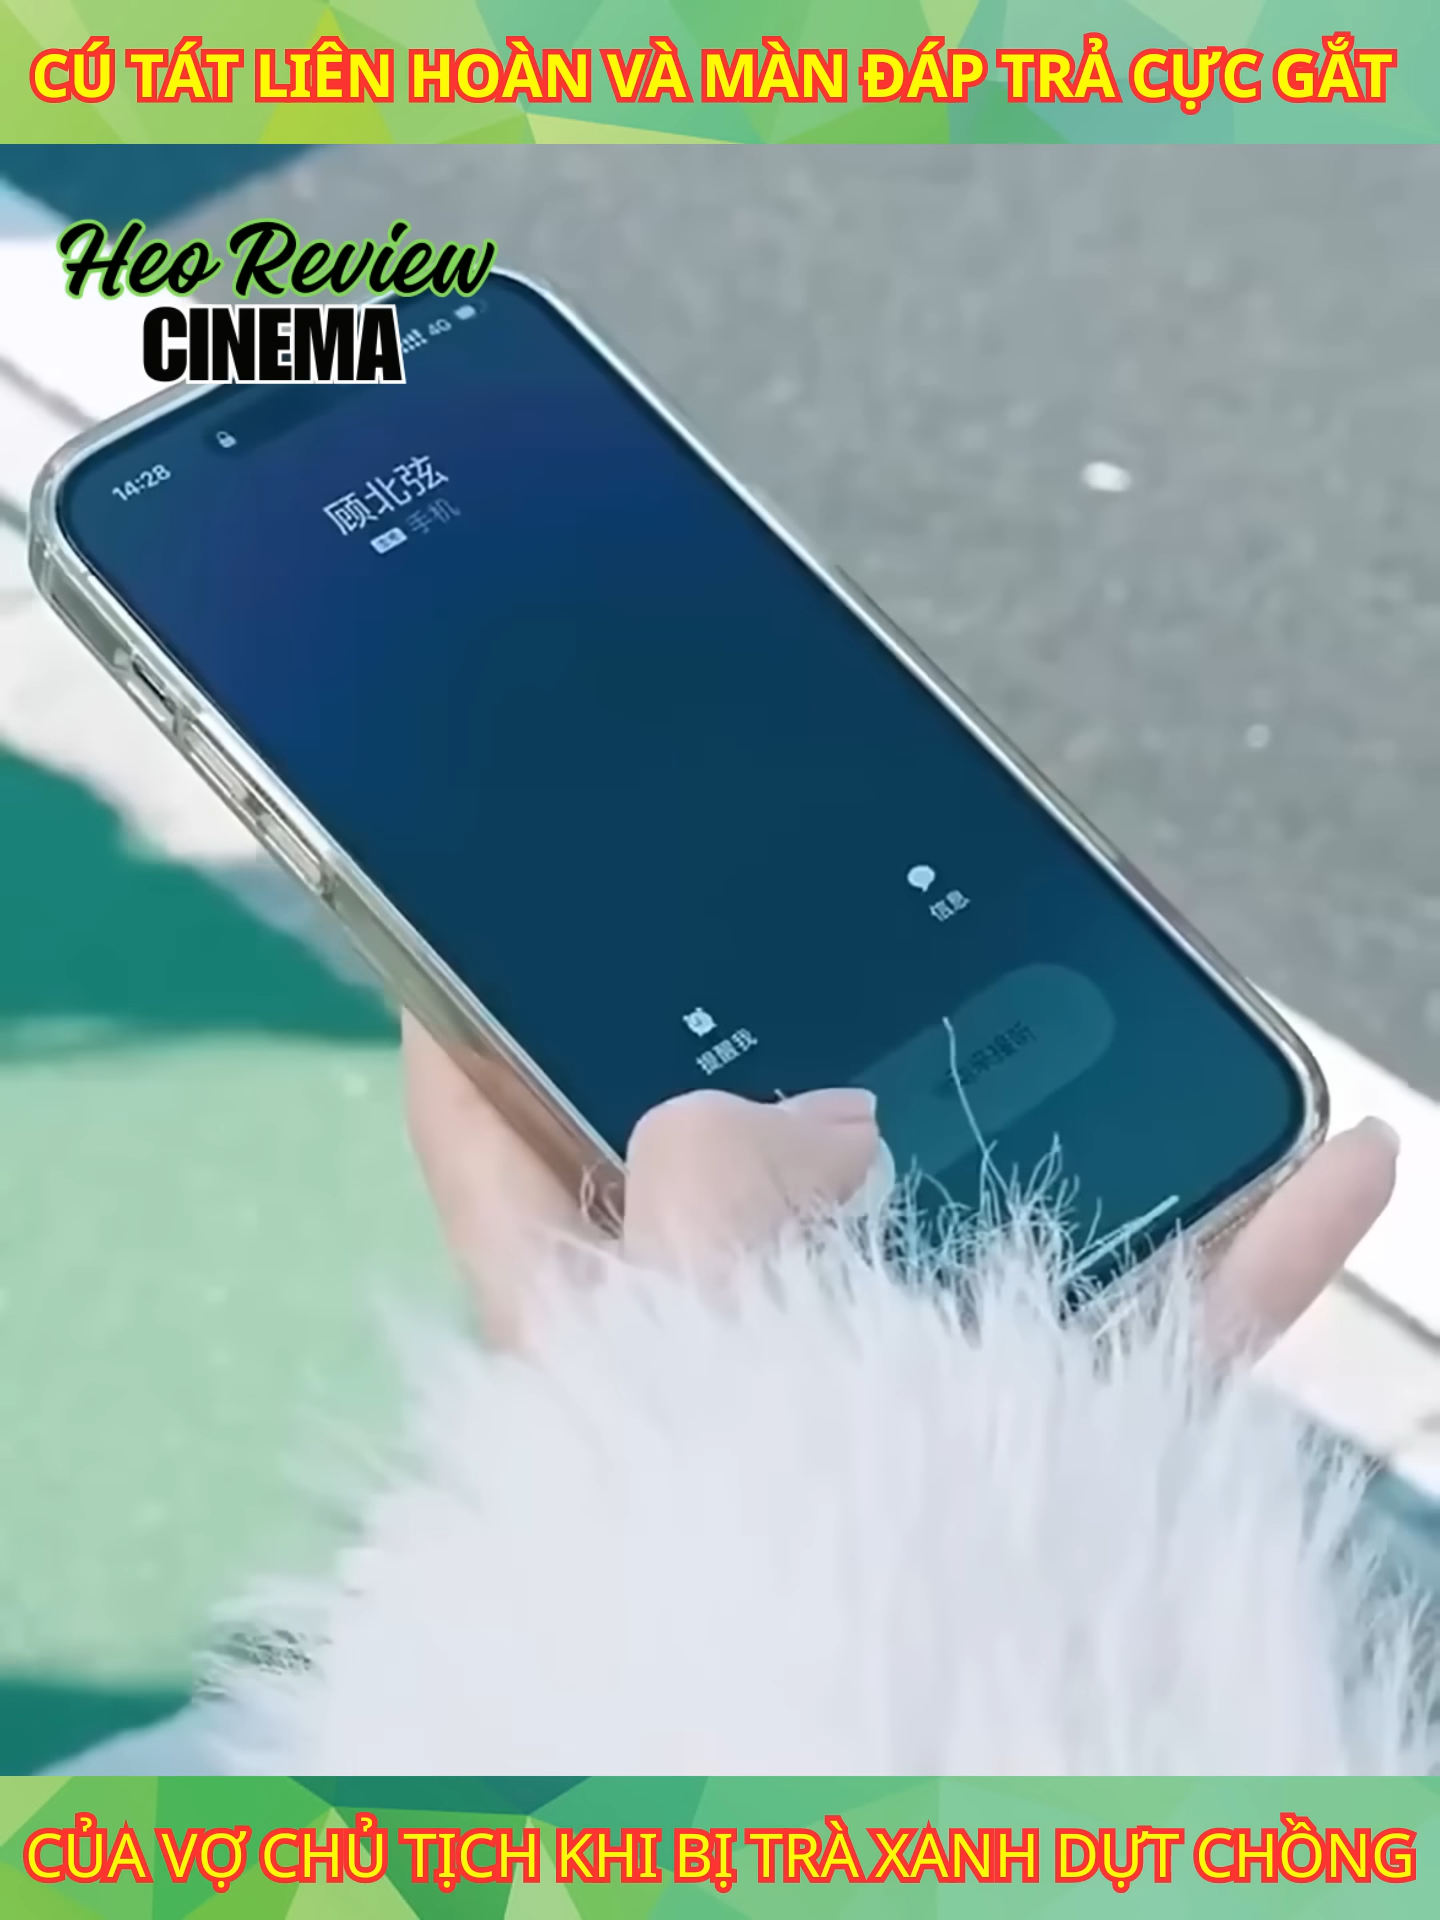 CÚ TÁT LIÊN HOÀN VÀ MÀN ĐÁP TRẢ CỰC GẮT
Heo Review
CINEMA
4G
14:28
顾北弦
手机
信息
提醒我
CỦA VỢ CHỦ TỊCH KHI BỊ TRÀ XANH DỰT CHỒNG